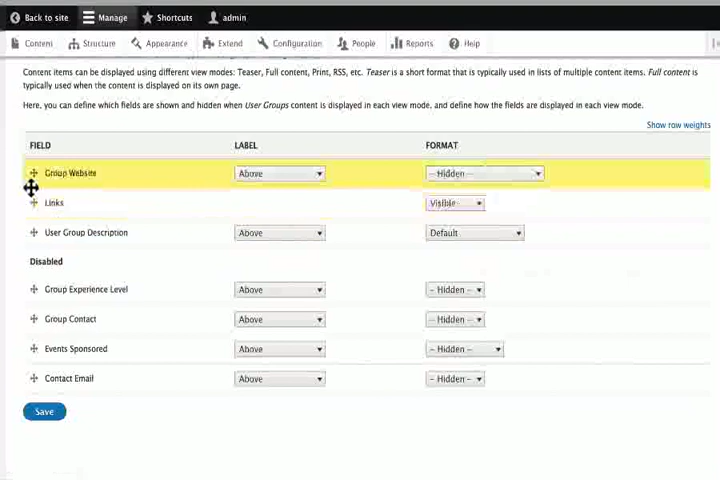 Back to site Manage Shortcuts admin
Content Structure Appearance Extend Configuration People Reports Help
Content items can be displayed using different view modes: Teaser, Full content, Print, RSS, etc. Teaser is a short format that is typically used in lists of multiple content items. Full content is
typically used when the content is displayed on its own page.
Here, you can define which fields are shown and hidden when User Groups content is displayed in each view mode, and define how the fields are displayed in each view mode.
Show row weights
FIELD LABEL FORMAT
Group Website Above -- Hidden --
Links Visible
User Group Description Above Default
Disabled
Group Experience Level Above -- Hidden --
Group Contact Above -- Hidden --
Events Sponsored Above -- Hidden --
Contact Email Above -- Hidden --
Save